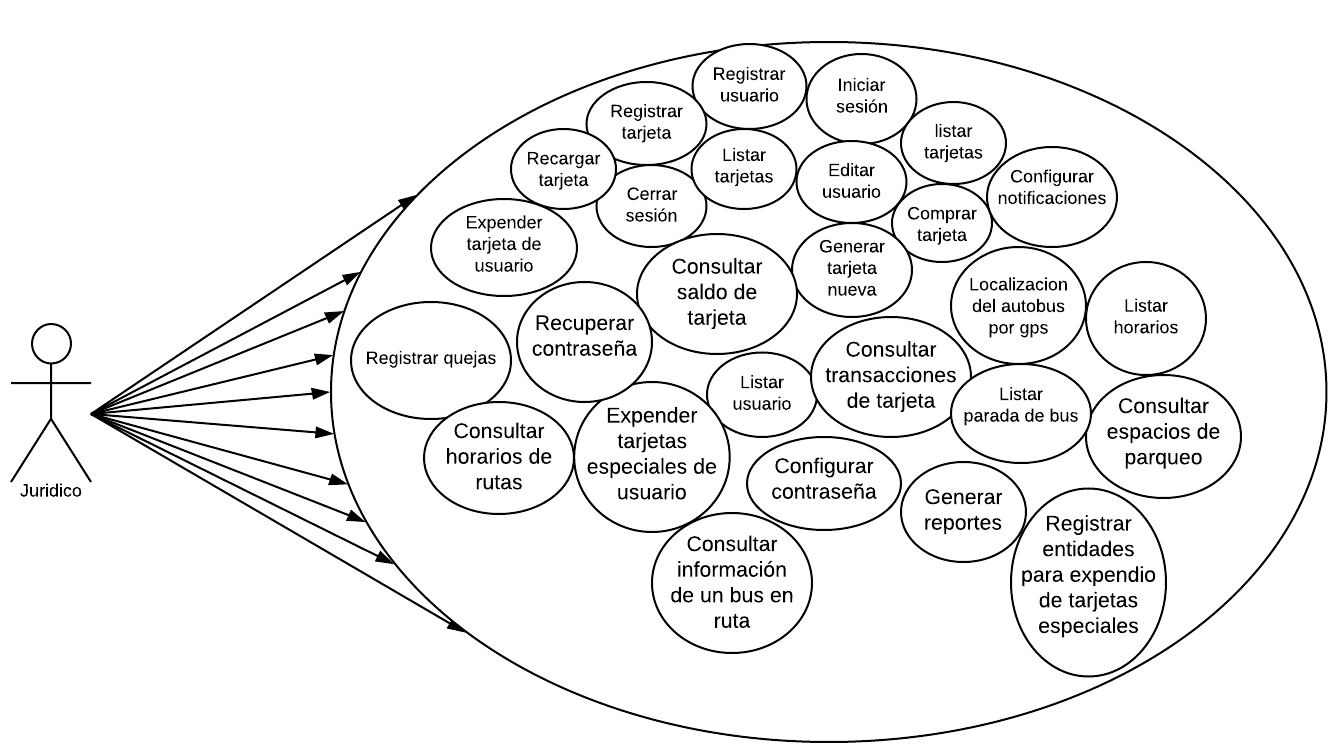 Registrar
usuario
Iniciar
sesión
Registrar
tarjeta
listar
tarjetas
Recargar
tarjeta
Listar
tarjetas
Editar
usuario
Configurar
notificaciones
Cerrar
sesión
Comprar
tarjeta
Expender
tarjeta de
usuario
Consultar
saldo de
tarjeta
Generar
tarjeta
nueva
Localizacion
del autobus
por gps
Listar
horarios
Registrar quejas
Recuperar
contraseña
Listar
usuario
Consultar
transacciones
de tarjeta
Listar
parada de bus
Consultar
espacios de
parqueo
Consultar
horarios de
rutas
Expender
tarjetas
especiales de
usuario
Configurar
contraseña
Generar
reportes
Juridico
Consultar
información
de un bus en
ruta
Registrar
entidades
para expendio
de tarjetas
especiales